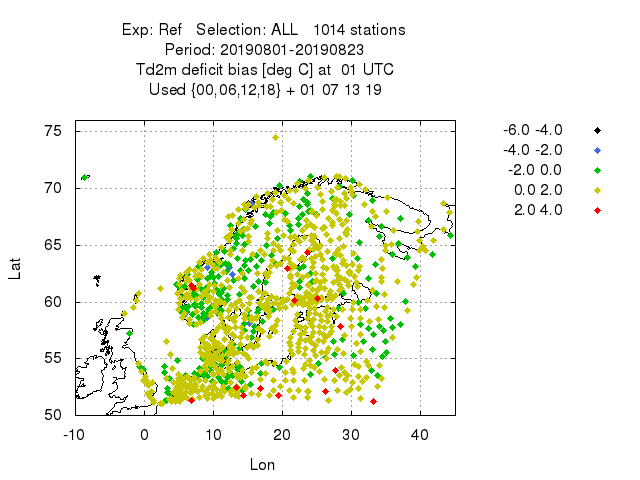 Exp: Ref   Selection: ALL   1014 stations
Period: 20190801-20190823
Td2m deficit bias [deg C] at  01 UTC
Used {00,06,12,18} + 01 07 13 19
-6.0 -4.0
-4.0 -2.0
-2.0 0.0
0.0 2.0
2.0 4.0
75
70
65
60
55
50
Lat
-10 0 10 20 30 40
Lon